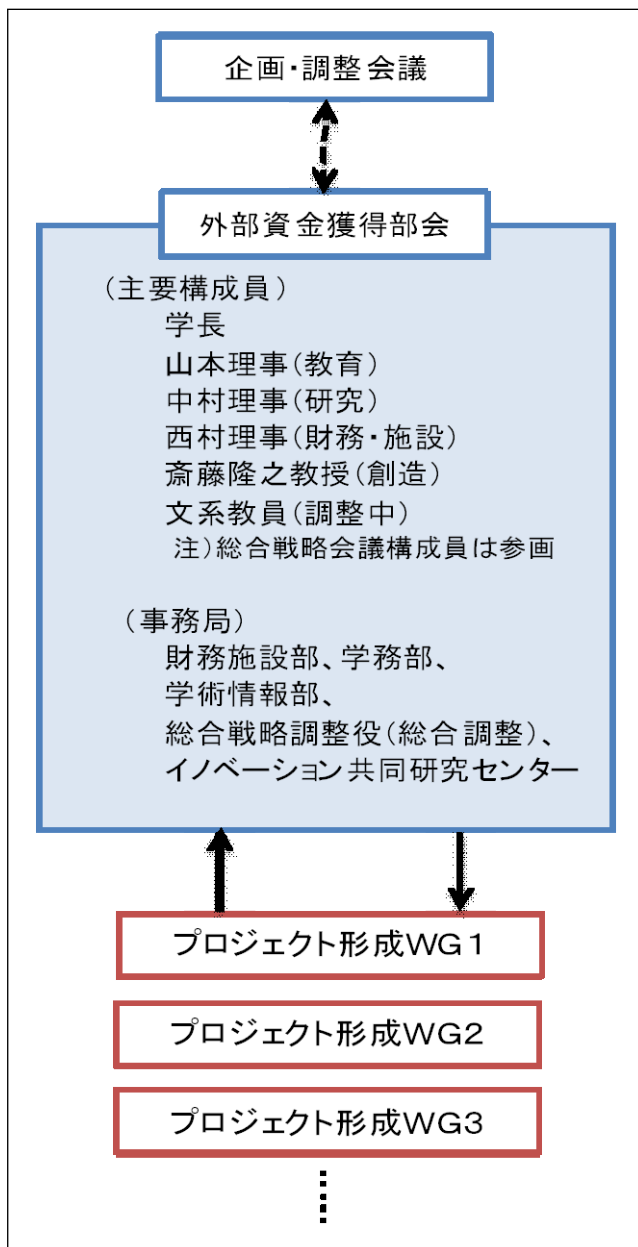 企画・調整会議
外部資金獲得部会
（主要構成員）
学長
山本理事（教育）
中村理事（研究）
西村理事（財務・施設）
斎藤隆之教授（創造）
文系教員（調整中）
注）総合戦略会議構成員は参画
（事務局）
財務施設部、学務部、
学術情報部、
総合戦略調整役（総合調整）、
イノベーション共同研究センター
プロジェクト形成WG1
プロジェクト形成WG2
プロジェクト形成WG3